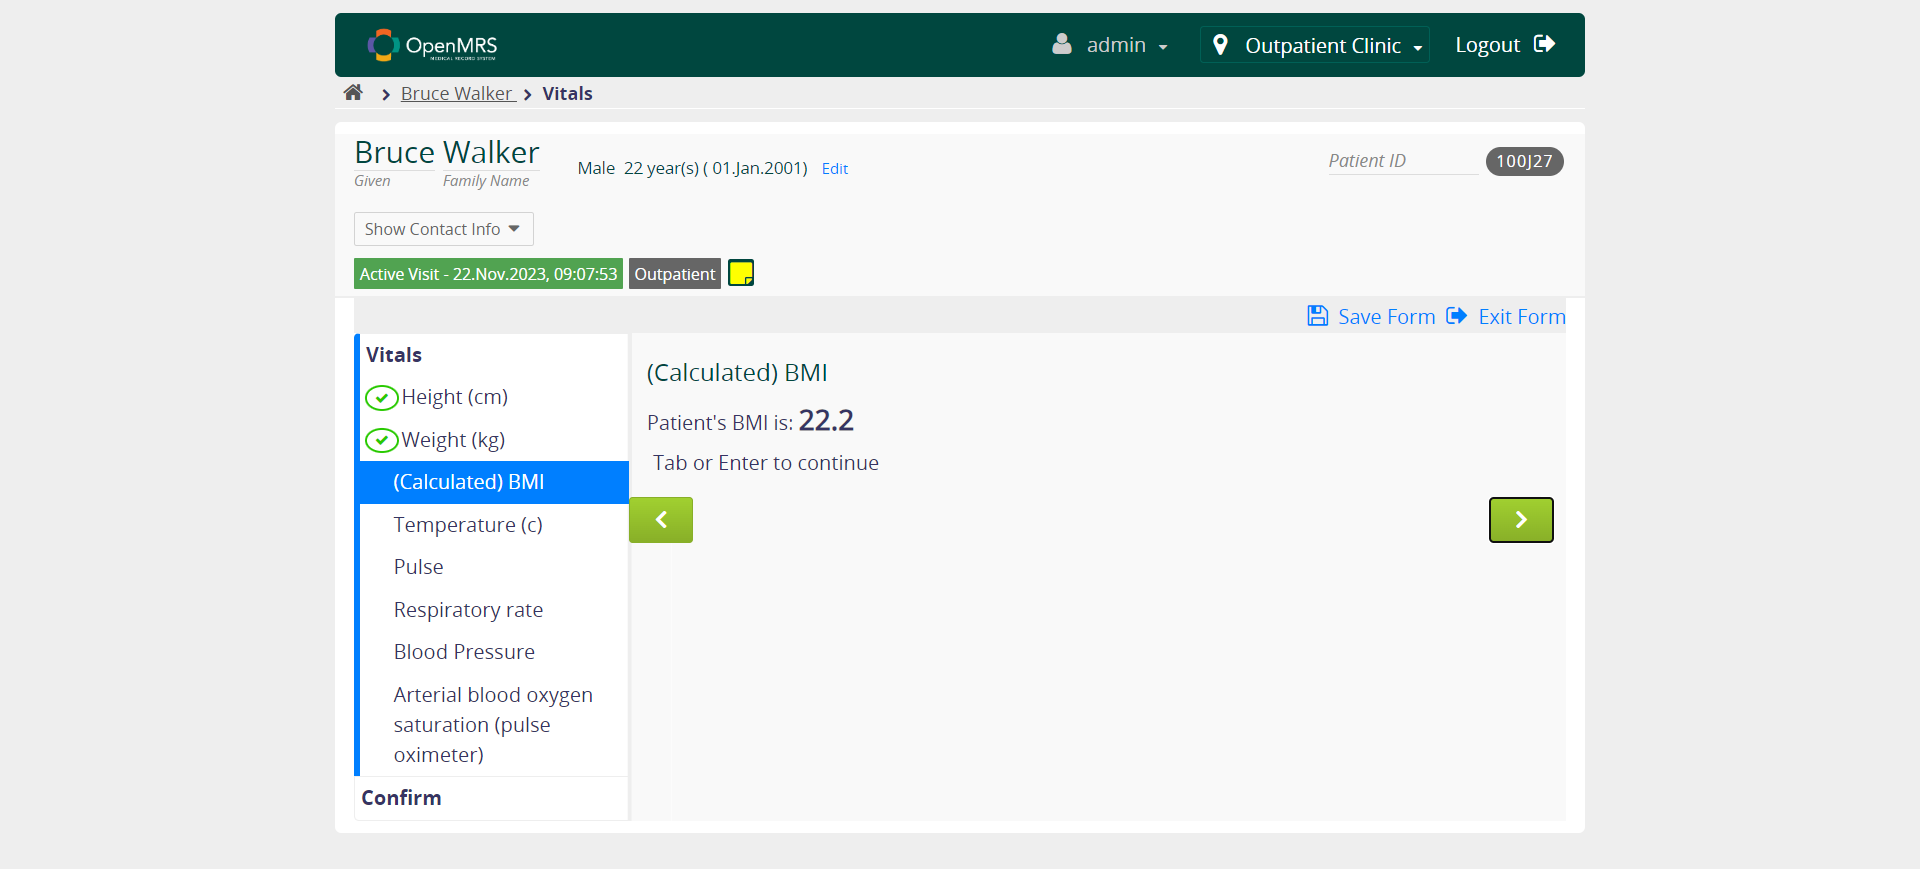 OpenMRS
MEDICAL RECORD SYSTEM
admin
Outpatient Clinic
Logout
Bruce Walker
Vitals
Bruce Walker
Given
Family Name
Male 22 year(s) ( 01.Jan.2001) Edit
Patient ID
100J27
Show Contact Info
Active Visit - 22.Nov.2023, 09:07:53
Outpatient
Save Form
Exit Form
Vitals
Height (cm)
Weight (kg)
(Calculated) BMI
Temperature (c)
Pulse
Respiratory rate
Blood Pressure
Arterial blood oxygen
saturation (pulse
oximeter)
Confirm
(Calculated) BMI
Patient's BMI is: 22.2
Tab or Enter to continue